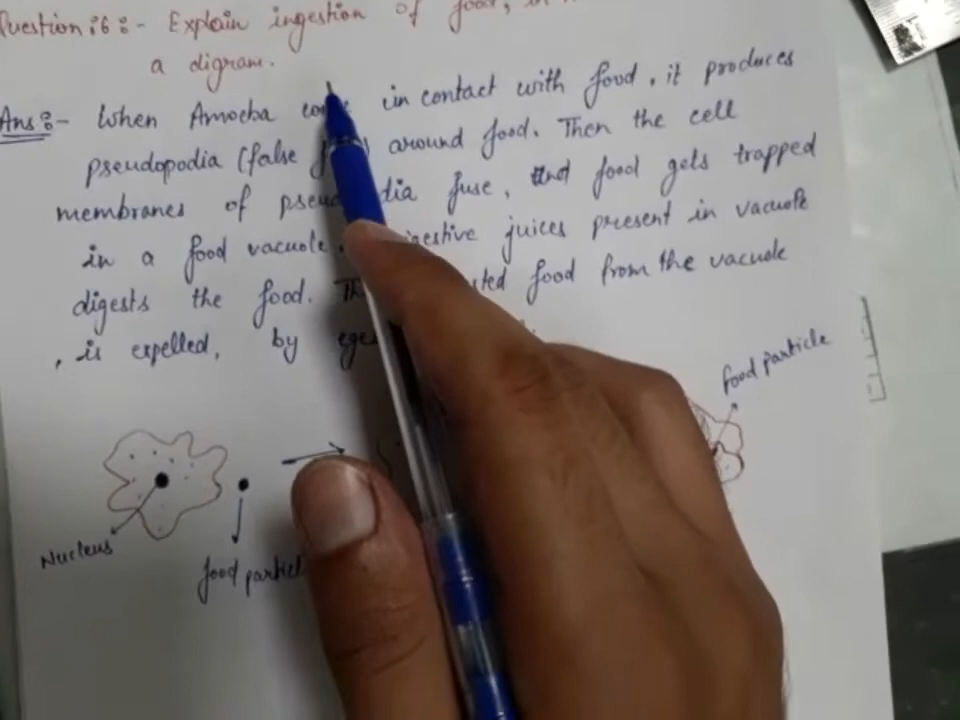 Question:6:- Explain ingestion of food,
a digram.
Ans:- When Amoeba in contact with food, it produces
pseudopodia (false around food. Then the cell
membranes of fuse, and food gets trapped
in a food vacuole juices present in vacuole
digests the food. food from the vacuole
, is expelled, by
food particle
Nucleus
food